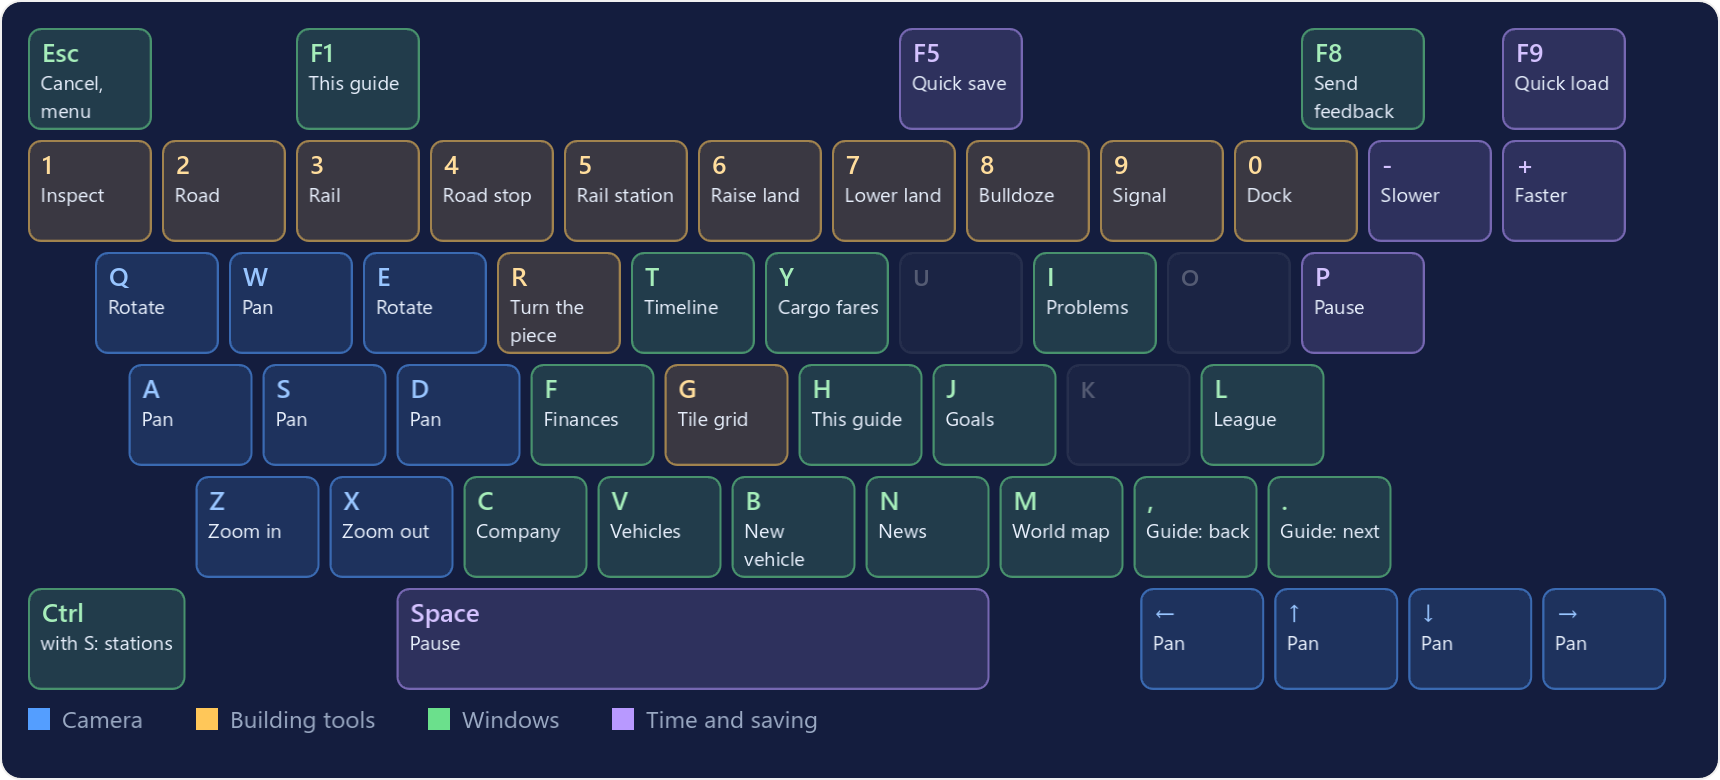 Esc
Cancel,
menu
F1
This guide
F5
Quick save
F8
Send
feedback
F9
Quick load
1
Inspect
2
Road
3
Rail
4
Road stop
5
Rail station
6
Raise land
7
Lower land
8
Bulldoze
9
Signal
0
Dock
-
Slower
+
Faster
Q
Rotate
W
Pan
E
Rotate
R
Turn the
piece
T
Timeline
Y
Cargo fares
U
I
Problems
O
P
Pause
A
Pan
S
Pan
D
Pan
F
Finances
G
Tile grid
H
This guide
J
Goals
K
L
League
Z
Zoom in
X
Zoom out
C
Company
V
Vehicles
B
New
vehicle
N
News
M
World map
,
Guide: back
.
Guide: next
Ctrl
with S: stations
Space
Pause
←
Pan
↑
Pan
↓
Pan
→
Pan
Camera
Building tools
Windows
Time and saving